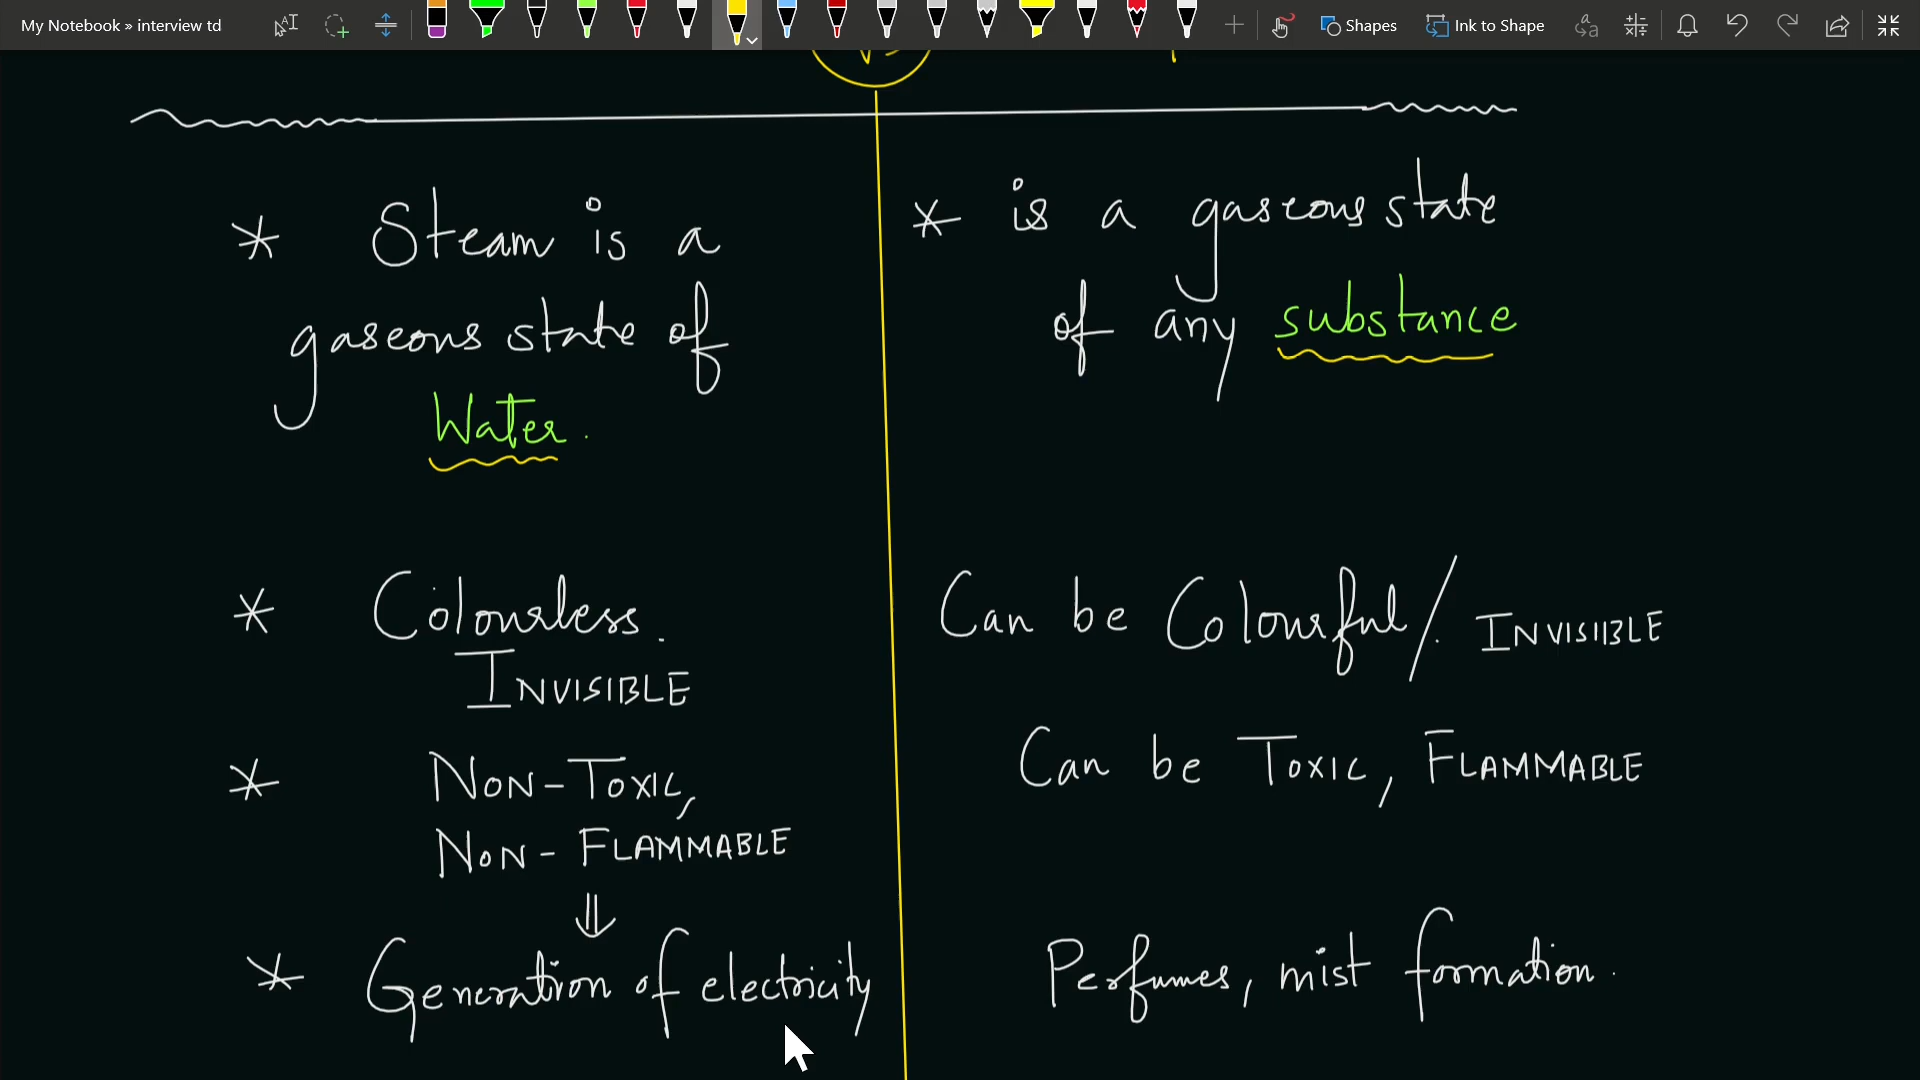 My Notebook » interview td
Shapes
Ink to Shape
* Steam is a
gaseous state of
Water.
* Colourless.
INVISIBLE
* NON-TOXIC,
NON-FLAMMABLE
⇓
* Generation of electricity
* is a gaseous state
of any substance
Can be Colourful/. INVISIBLE
Can be TOXIC, FLAMMABLE
Perfumes, mist formation.